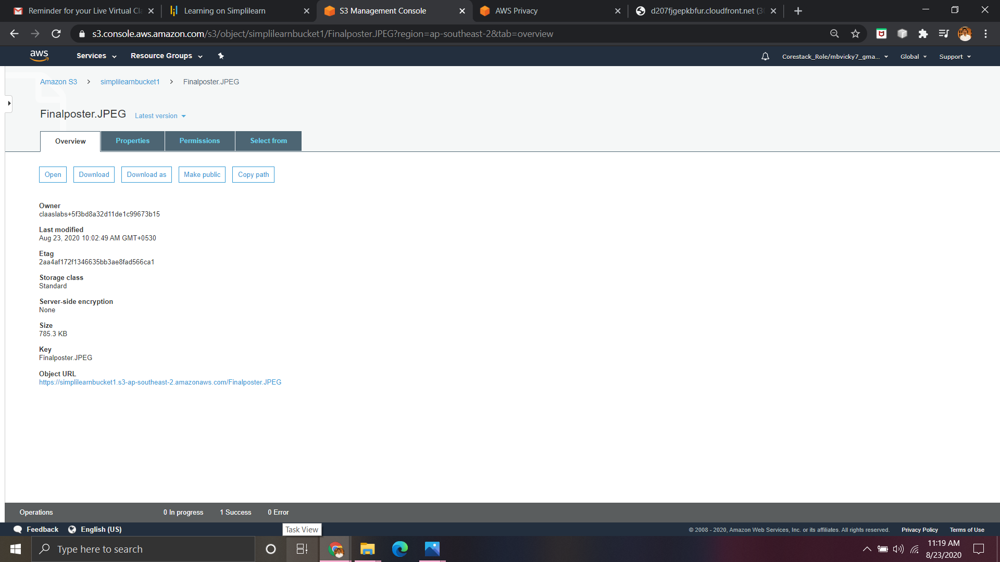 Reminder for your Live Virtual Cla
Learning on Simplilearn
S3 Management Console
AWS Privacy
d207fjgepkbfur.cloudfront.net (30
s3.console.aws.amazon.com/s3/object/simplilearnbucket1/Finalposter.JPEG?region=ap-southeast-2&tab=overview
aws
Services
Resource Groups
Corestack_Role/mbvicky7_gma...
Global
Support
Amazon S3 > simplilearnbucket1 > Finalposter.JPEG
Finalposter.JPEG
Latest version
Overview
Properties
Permissions
Select from
Open
Download
Download as
Make public
Copy path
Owner
claaslabs+5f3bd8a32d11de1c99673b15
Last modified
Aug 23, 2020 10:02:49 AM GMT+0530
Etag
2aa4af172f1346635bb3ae8fad566ca1
Storage class
Standard
Server-side encryption
None
Size
785.3 KB
Key
Finalposter.JPEG
Object URL
https://simplilearnbucket1.s3-ap-southeast-2.amazonaws.com/Finalposter.JPEG
Operations
0 In progress
1 Success
0 Error
Feedback
English (US)
Task View
© 2008 - 2020, Amazon Web Services, Inc. or its affiliates. All rights reserved.
Privacy Policy
Terms of Use
Type here to search
11:19 AM
8/23/2020